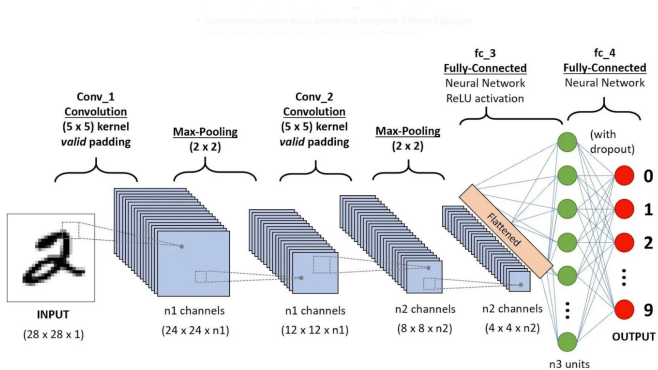 fc_3
Fully-Connected
Neural Network
ReLU activation
fc_4
Fully-Connected
Neural Network
Conv_1
Convolution
(5 x 5) kernel
valid padding
Max-Pooling
(2 x 2)
Conv_2
Convolution
(5 x 5) kernel
valid padding
Max-Pooling
(2 x 2)
(with
dropout)
2
Flattened
0
1
2
9
INPUT
(28 x 28 x 1)
n1 channels
(24 x 24 x n1)
n1 channels
(12 x 12 x n1)
n2 channels
(8 x 8 x n2)
n2 channels
(4 x 4 x n2)
OUTPUT
n3 units